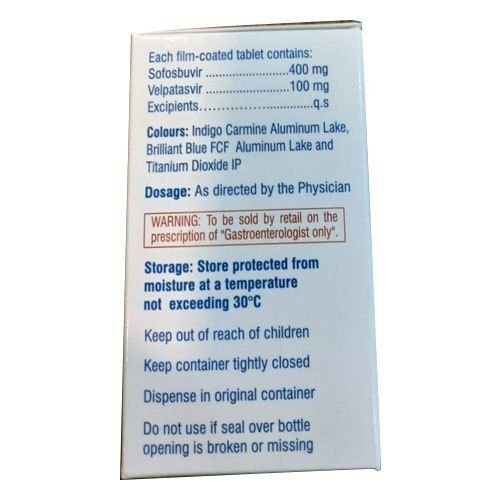 Each film-coated tablet contains:
Sofosbuvir ........................400 mg
Velpatasvir ........................100 mg
Excipients……………..............q.s
Colours: Indigo Carmine Aluminum Lake,
Brilliant Blue FCF Aluminum Lake and
Titanium Dioxide IP
Dosage: As directed by the Physician
WARNING: To be sold by retail on the
prescription of "Gastroenterologist only".
Storage: Store protected from
moisture at a temperature
not exceeding 30°C
Keep out of reach of children
Keep container tightly closed
Dispense in original container
Do not use if seal over bottle
opening is broken or missing